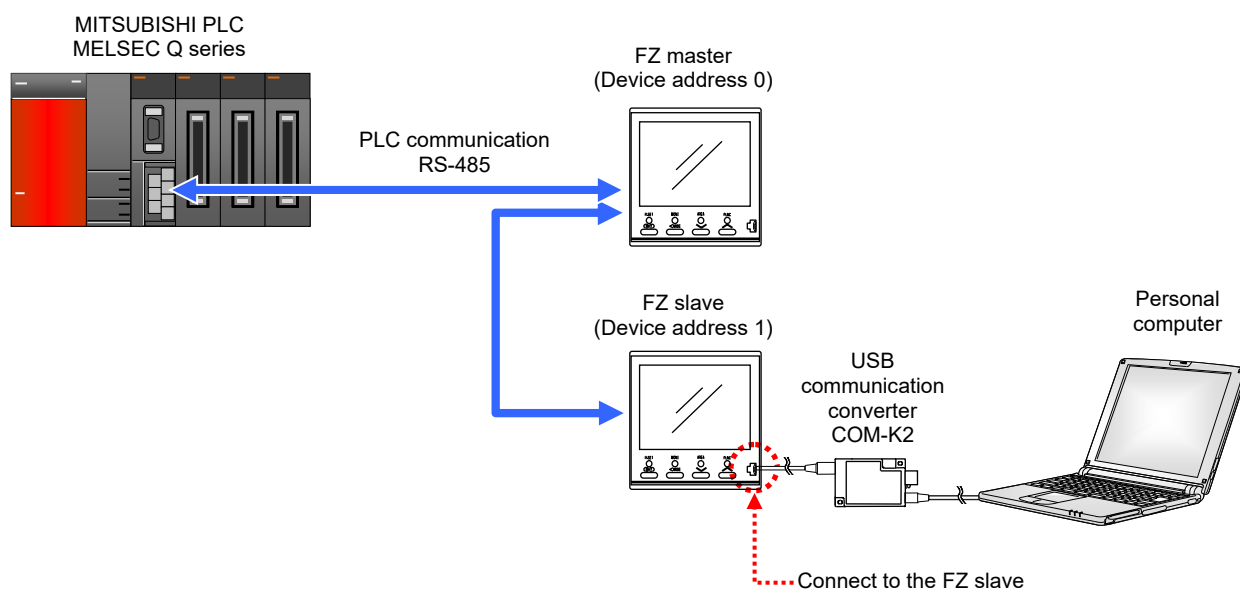 MITSUBISHI PLC
MELSEC Q series
FZ master
(Device address 0)
PLC communication
RS-485
FZ slave
(Device address 1)
Personal
computer
USB
communication
converter
COM-K2
Connect to the FZ slave